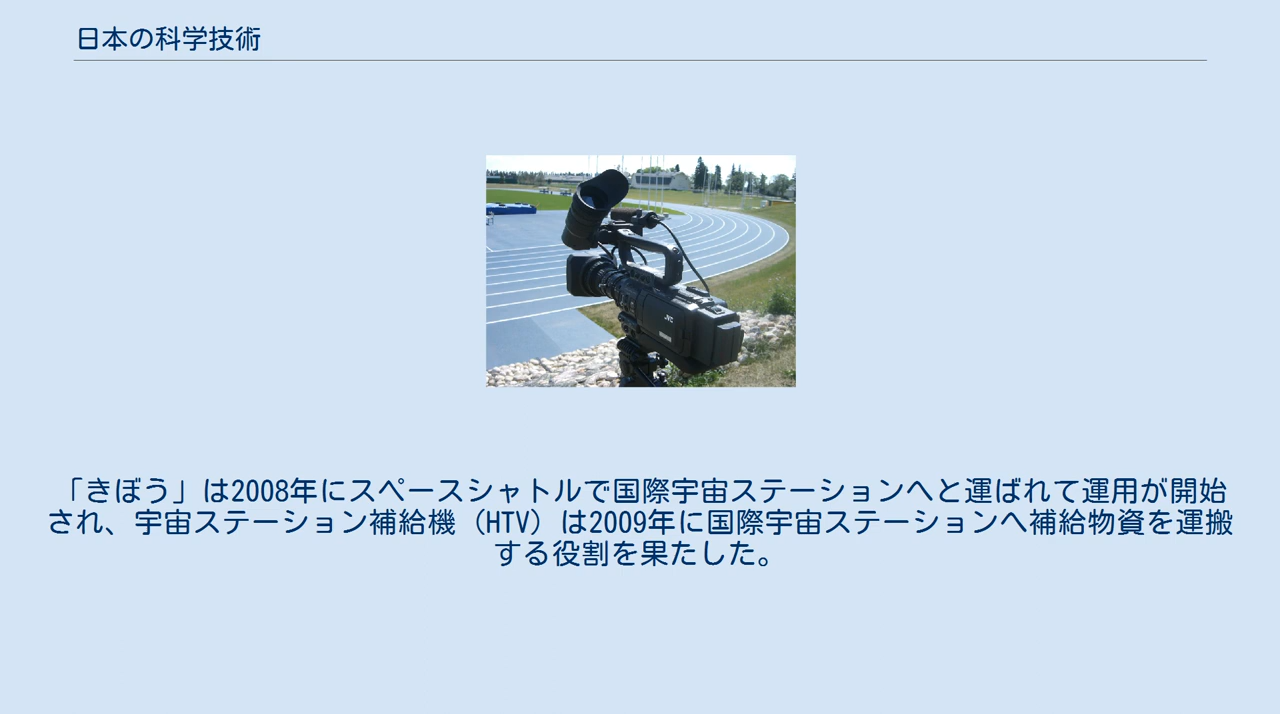 日本の科学技術
JVC
「きぼう」は2008年にスペースシャトルで国際宇宙ステーションへと運ばれて運用が開始
され、宇宙ステーション補給機（HTV）は2009年に国際宇宙ステーションへ補給物資を運搬
する役割を果たした。